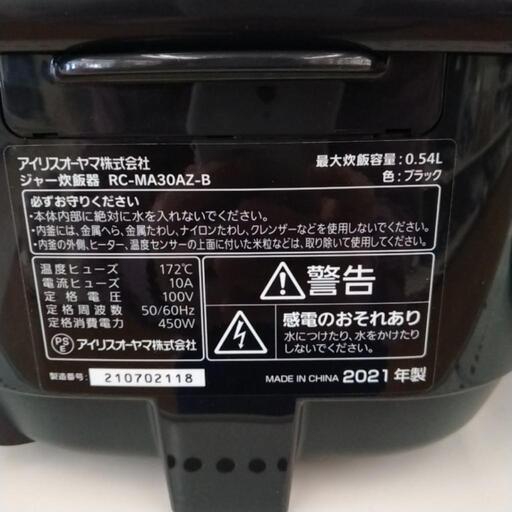 アイリスオーヤマ株式会社
ジャー炊飯器 RC-MA30AZ-B
最大炊飯容量:0.54L
色:ブラック
必ずお守りください
・本体内部に絶対に水を入れないでください。
・内釜には、金属へら、金属たわし、ナイロンたわし、クレンザーなどを使用しないでください。
・内釜の外側、ヒーター、温度センサーの上面に付いた米粒などは、取り除いて使用してください。
温度ヒューズ 172℃
電流ヒューズ 10A
定格電圧 100V
定格周波数 50/60Hz
定格消費電力 450W
PSE アイリスオーヤマ株式会社
警告
感電のおそれあり
水につけたり、水をかけたり
しないでください。
製造番号: 210702118
MADE IN CHINA 2021年製